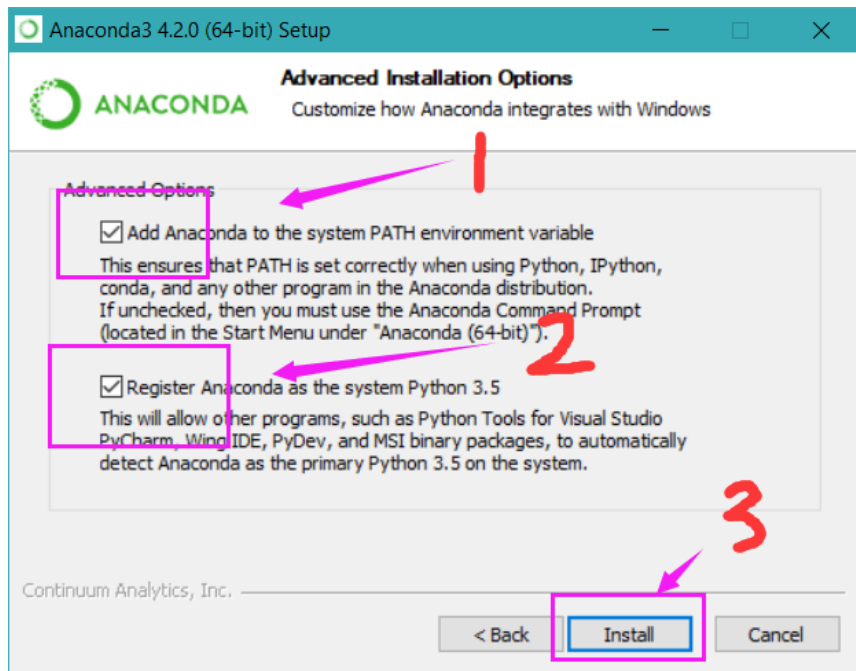 Anaconda3 4.2.0 (64-bit) Setup
ANACONDA
Advanced Installation Options
Customize how Anaconda integrates with Windows
1
Advanced Options
Add Anaconda to the system PATH environment variable
This ensures that PATH is set correctly when using Python, IPython,
conda, and any other program in the Anaconda distribution.
If unchecked, then you must use the Anaconda Command Prompt
(located in the Start Menu under "Anaconda (64-bit)").
2
Register Anaconda as the system Python 3.5
This will allow other programs, such as Python Tools for Visual Studio
PyCharm, Wing IDE, PyDev, and MSI binary packages, to automatically
detect Anaconda as the primary Python 3.5 on the system.
3
Continuum Analytics, Inc.
< Back
Install
Cancel